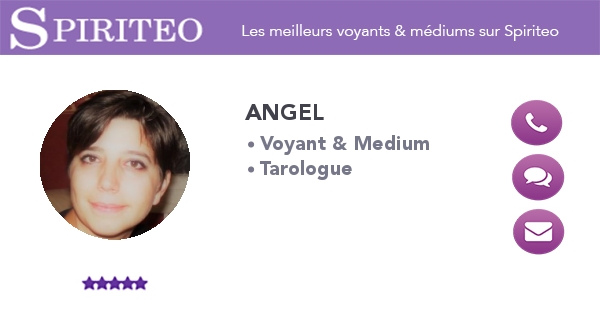 SPIRITEO
Les meilleurs voyants & médiums sur Spiriteo
ANGEL
• Voyant & Medium
• Tarologue